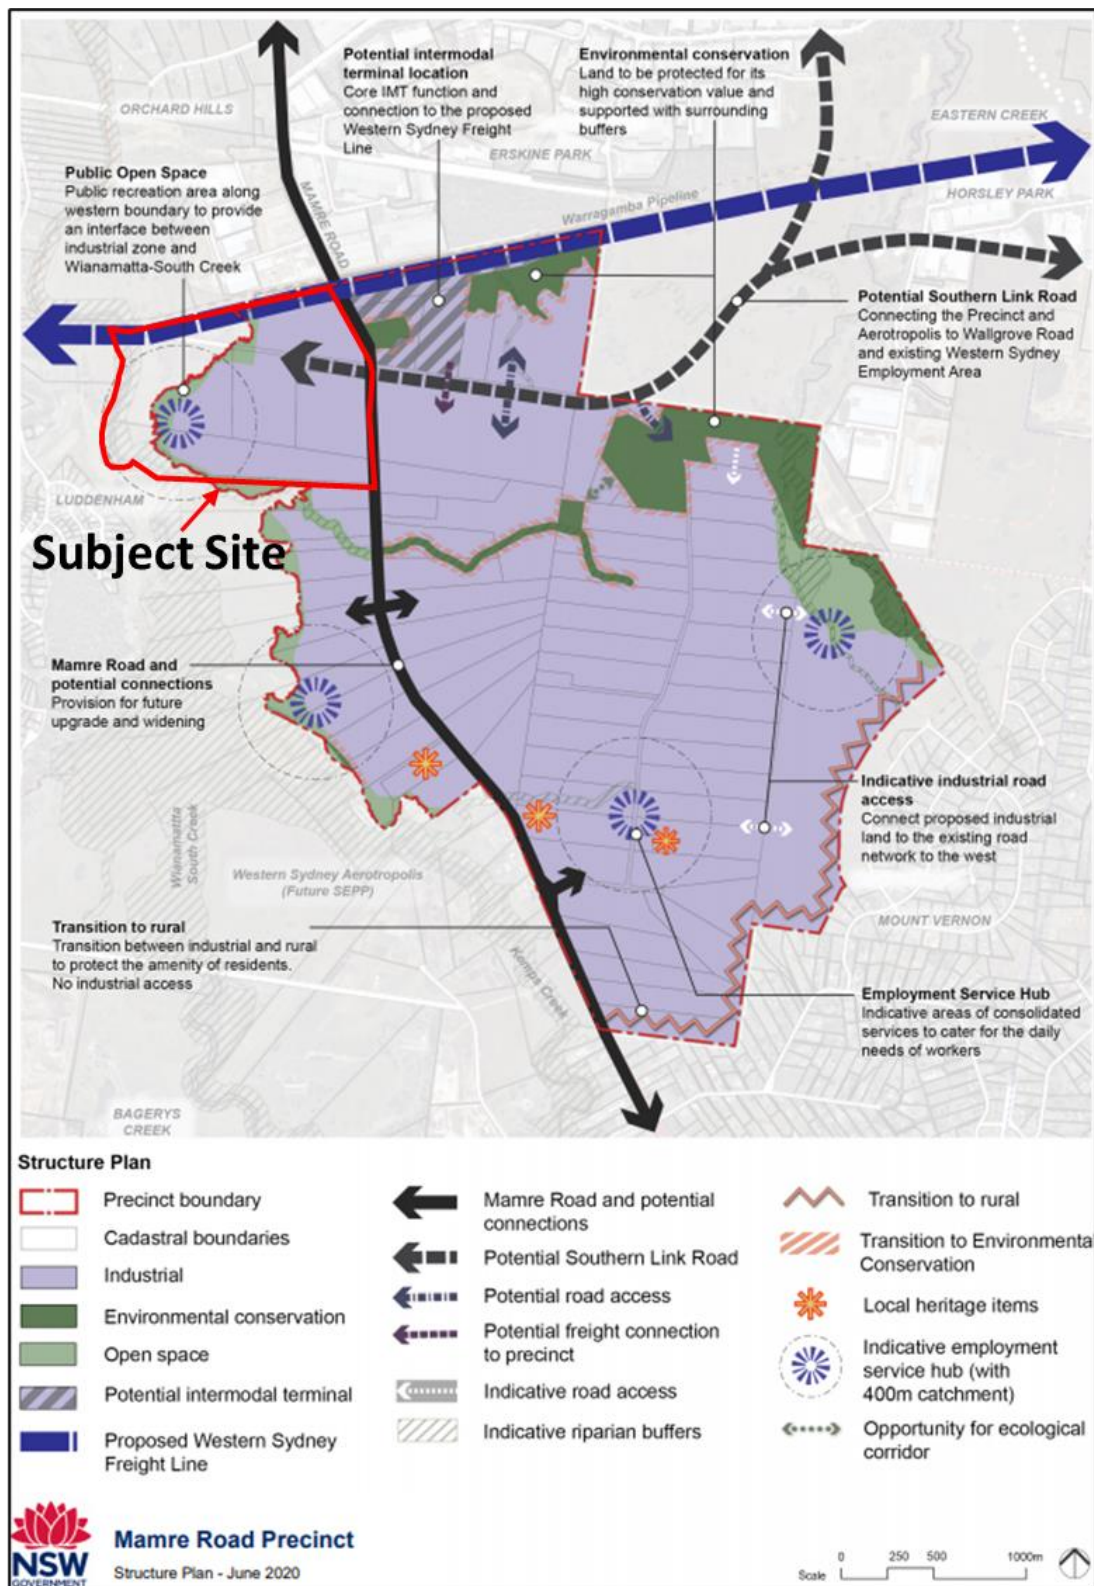 ORCHARD HILLS
Potential intermodal
terminal location
Core IMT function and
connection to the proposed
Western Sydney Freight
Line
Environmental conservation
Land to be protected for its
high conservation value and
supported with surrounding
buffers
EASTERN CREEK
ERSKINE PARK
HORSLEY PARK
Public Open Space
Public recreation area along
western boundary to provide
an interface between
industrial zone and
Wianamatta-South Creek
MAMRE ROAD
Warragamba Pipeline
Potential Southern Link Road
Connecting the Precinct and
Aerotropolis to Wallgrove Road
and existing Western Sydney
Employment Area
LUDDENHAM
Subject Site
Mamre Road and
potential connections
Provision for future
upgrade and widening
Indicative industrial road
access
Connect proposed industrial
land to the existing road
network to the west
Wianamattta
South Creek
Western Sydney Aerotropolis
(Future SEPP)
MOUNT VERNON
Transition to rural
Transition between industrial and rural
to protect the amenity of residents.
No industrial access
Kemps Creek
Employment Service Hub
Indicative areas of consolidated
services to cater for the daily
needs of workers
BAGERYS
CREEK
Structure Plan
Precinct boundary
Cadastral boundaries
Industrial
Environmental conservation
Open space
Potential intermodal terminal
Proposed Western Sydney
Freight Line
Mamre Road and potential
connections
Potential Southern Link Road
Potential road access
Potential freight connection
to precinct
Indicative road access
Indicative riparian buffers
Transition to rural
Transition to Environmental
Conservation
Local heritage items
Indicative employment
service hub (with
400m catchment)
Opportunity for ecological
corridor
NSW
GOVERNMENT
Mamre Road Precinct
Structure Plan - June 2020
Scale
0 250 500 1000m